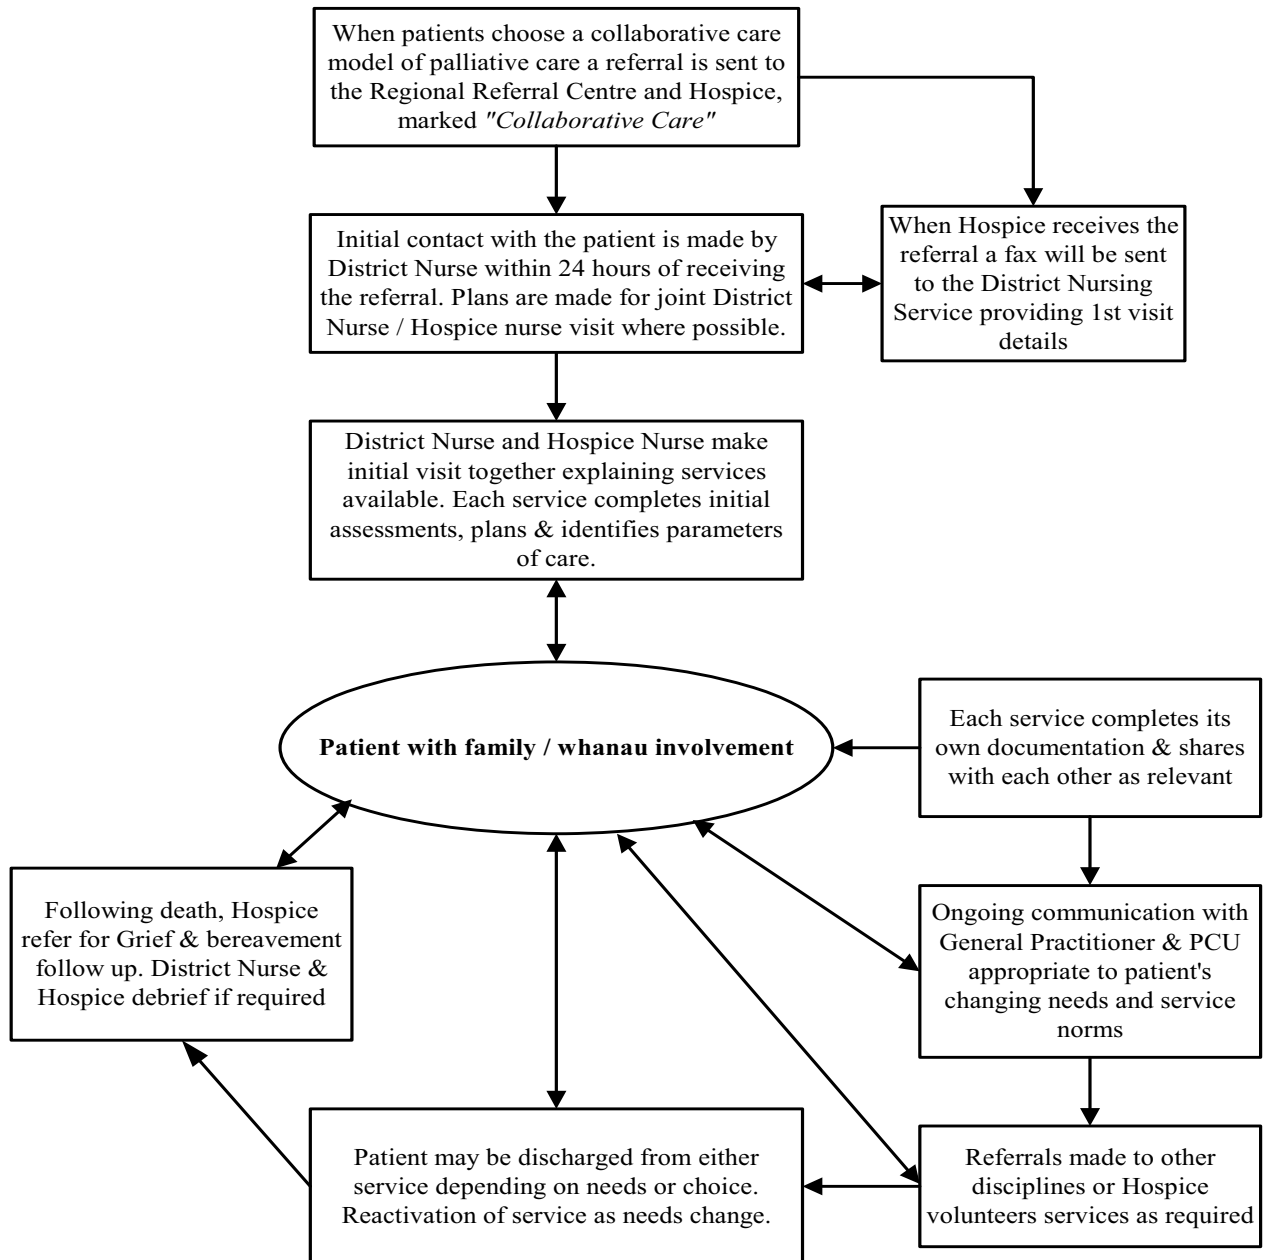 When patients choose a collaborative care
model of palliative care a referral is sent to
the Regional Referral Centre and Hospice,
marked "Collaborative Care"
Initial contact with the patient is made by
District Nurse within 24 hours of receiving
the referral. Plans are made for joint District
Nurse / Hospice nurse visit where possible.
When Hospice receives the
referral a fax will be sent
to the District Nursing
Service providing 1st visit
details
District Nurse and Hospice Nurse make
initial visit together explaining services
available. Each service completes initial
assessments, plans & identifies parameters
of care.
Patient with family / whanau involvement
Each service completes its
own documentation & shares
with each other as relevant
Following death, Hospice
refer for Grief & bereavement
follow up. District Nurse &
Hospice debrief if required
Ongoing communication with
General Practitioner & PCU
appropriate to patient's
changing needs and service
norms
Patient may be discharged from either
service depending on needs or choice.
Reactivation of service as needs change.
Referrals made to other
disciplines or Hospice
volunteers services as required